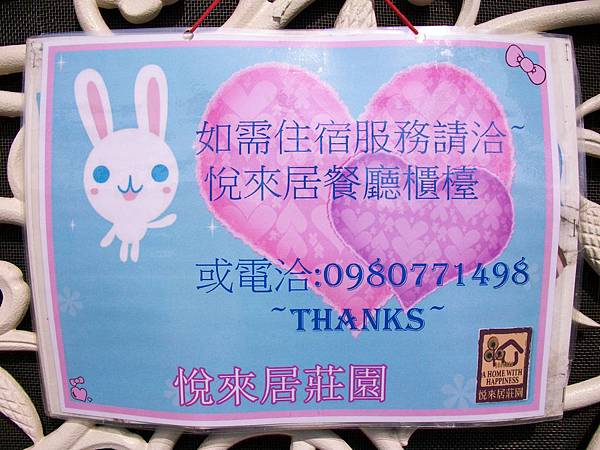 如需住宿服務請洽~
悅來居餐廳櫃檯
或電洽:0980771498
~THANKS~
悅來居莊園
A HOME WITH
HAPPINESS
悅來居莊園